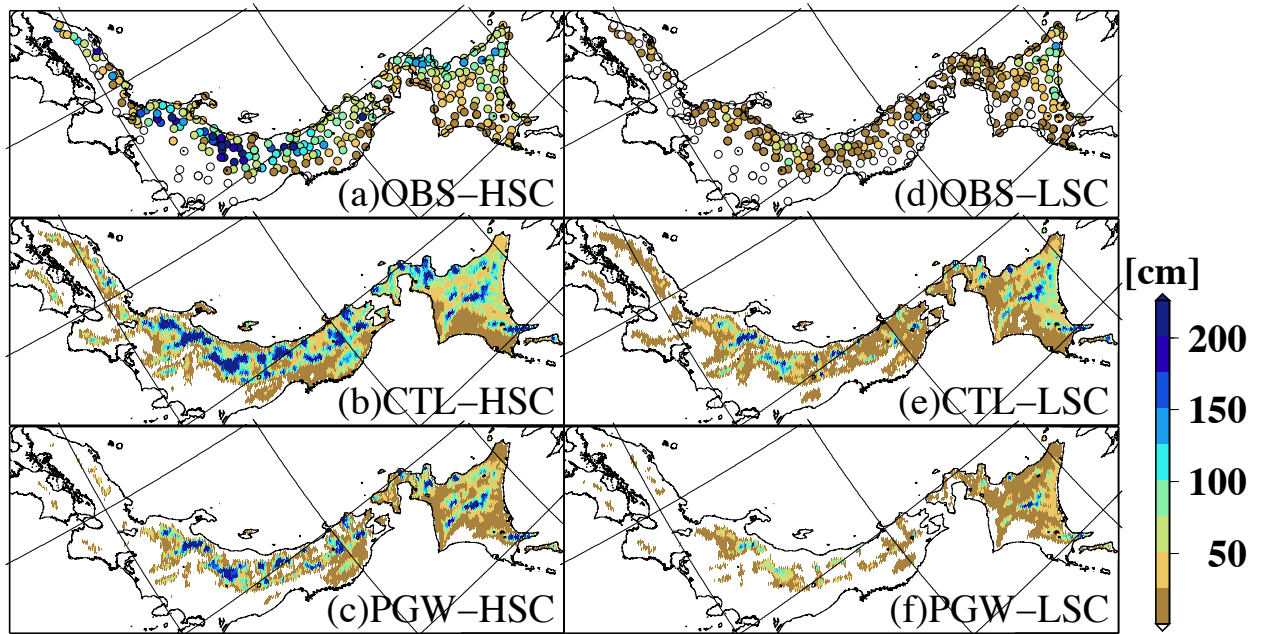 (a)OBS–HSC
(d)OBS–LSC
(b)CTL–HSC
(e)CTL–LSC
(c)PGW–HSC
(f)PGW–LSC
[cm]
200
150
100
50